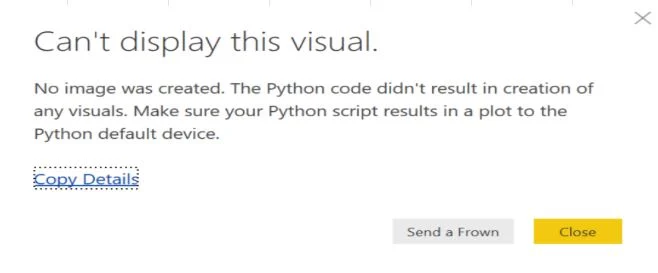 Can't display this visual.
No image was created. The Python code didn't result in creation of
any visuals. Make sure your Python script results in a plot to the
Python default device.
Copy Details
Send a Frown
Close